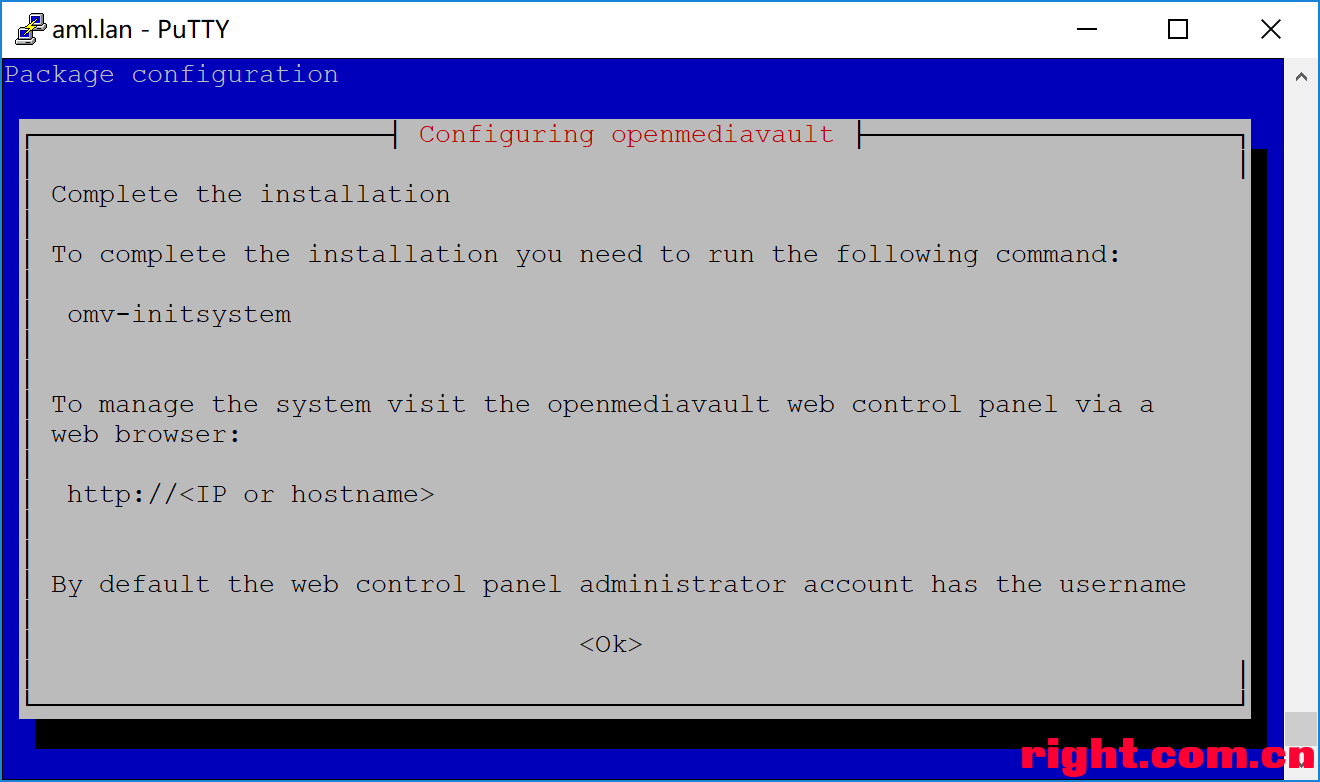 aml.lan - PuTTY
Package configuration
Configuring openmediavault
Complete the installation
To complete the installation you need to run the following command:
omv-initsystem
To manage the system visit the openmediavault web control panel via a
web browser:
http://<IP or hostname>
By default the web control panel administrator account has the username
<Ok>
right.com.cn